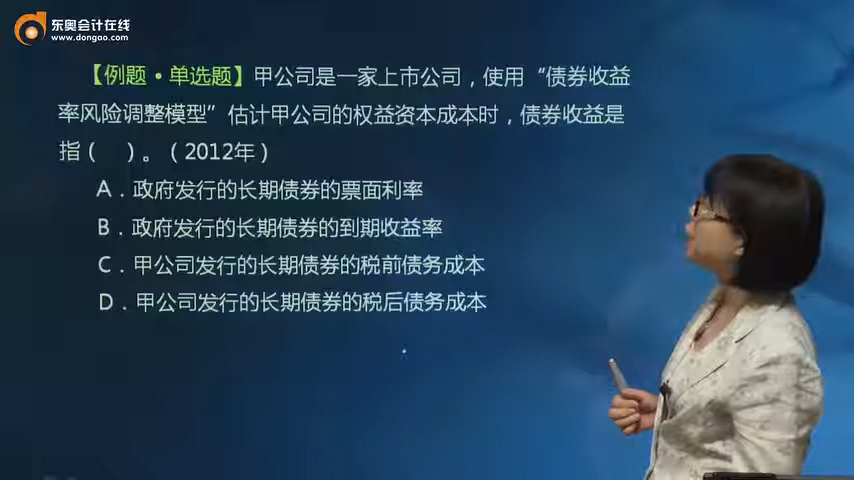 东奥会计在线
www.dongao.com
【例题·单选题】甲公司是一家上市公司，使用“债券收益
率风险调整模型”估计甲公司的权益资本成本时，债券收益是
指（　）。（2012年）
A．政府发行的长期债券的票面利率
B．政府发行的长期债券的到期收益率
C．甲公司发行的长期债券的税前债务成本
D．甲公司发行的长期债券的税后债务成本